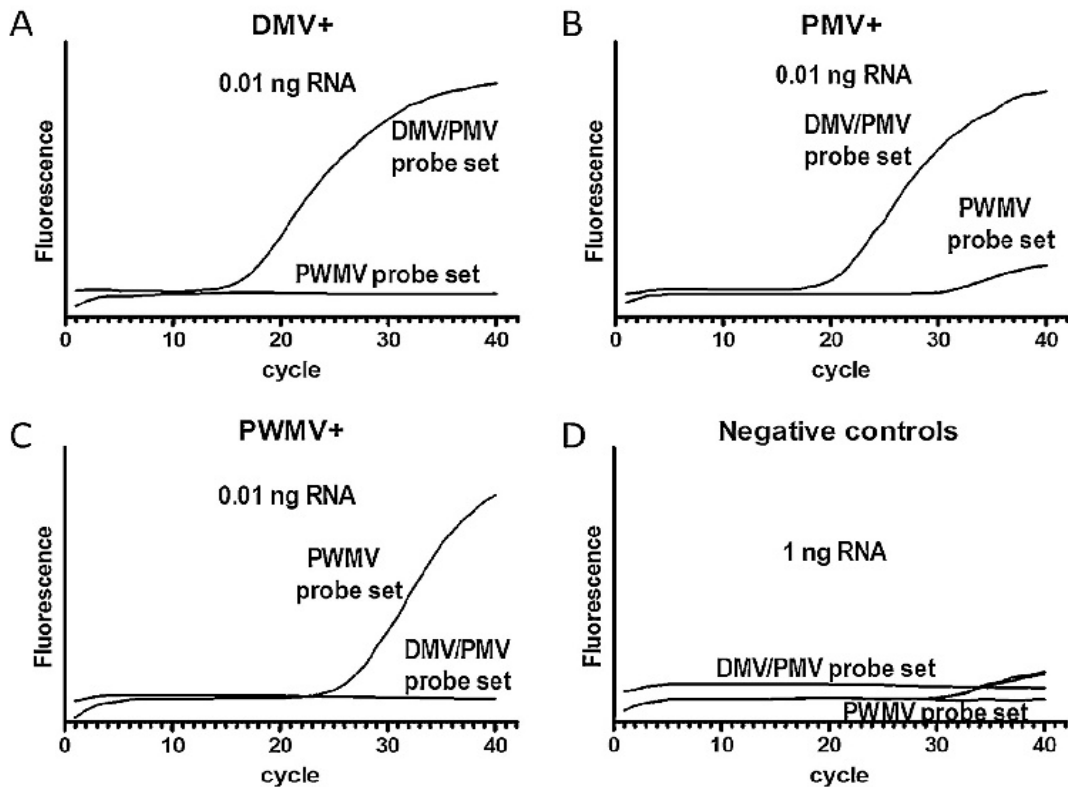 A
DMV+
0.01 ng RNA
DMV/PMV
probe set
PWMV probe set
Fluorescence
0 10 20 30 40
cycle
B
PMV+
0.01 ng RNA
DMV/PMV
probe set
PWMV
probe set
Fluorescence
0 10 20 30 40
cycle
C
PWMV+
0.01 ng RNA
PWMV
probe set
DMV/PMV
probe set
Fluorescence
0 10 20 30 40
cycle
D
Negative controls
1 ng RNA
DMV/PMV probe set
PWMV probe set
Fluorescence
0 10 20 30 40
cycle